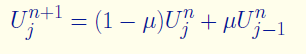 U_j^{n+1} = (1 − μ)U_j^n + μU_{j−1}^n